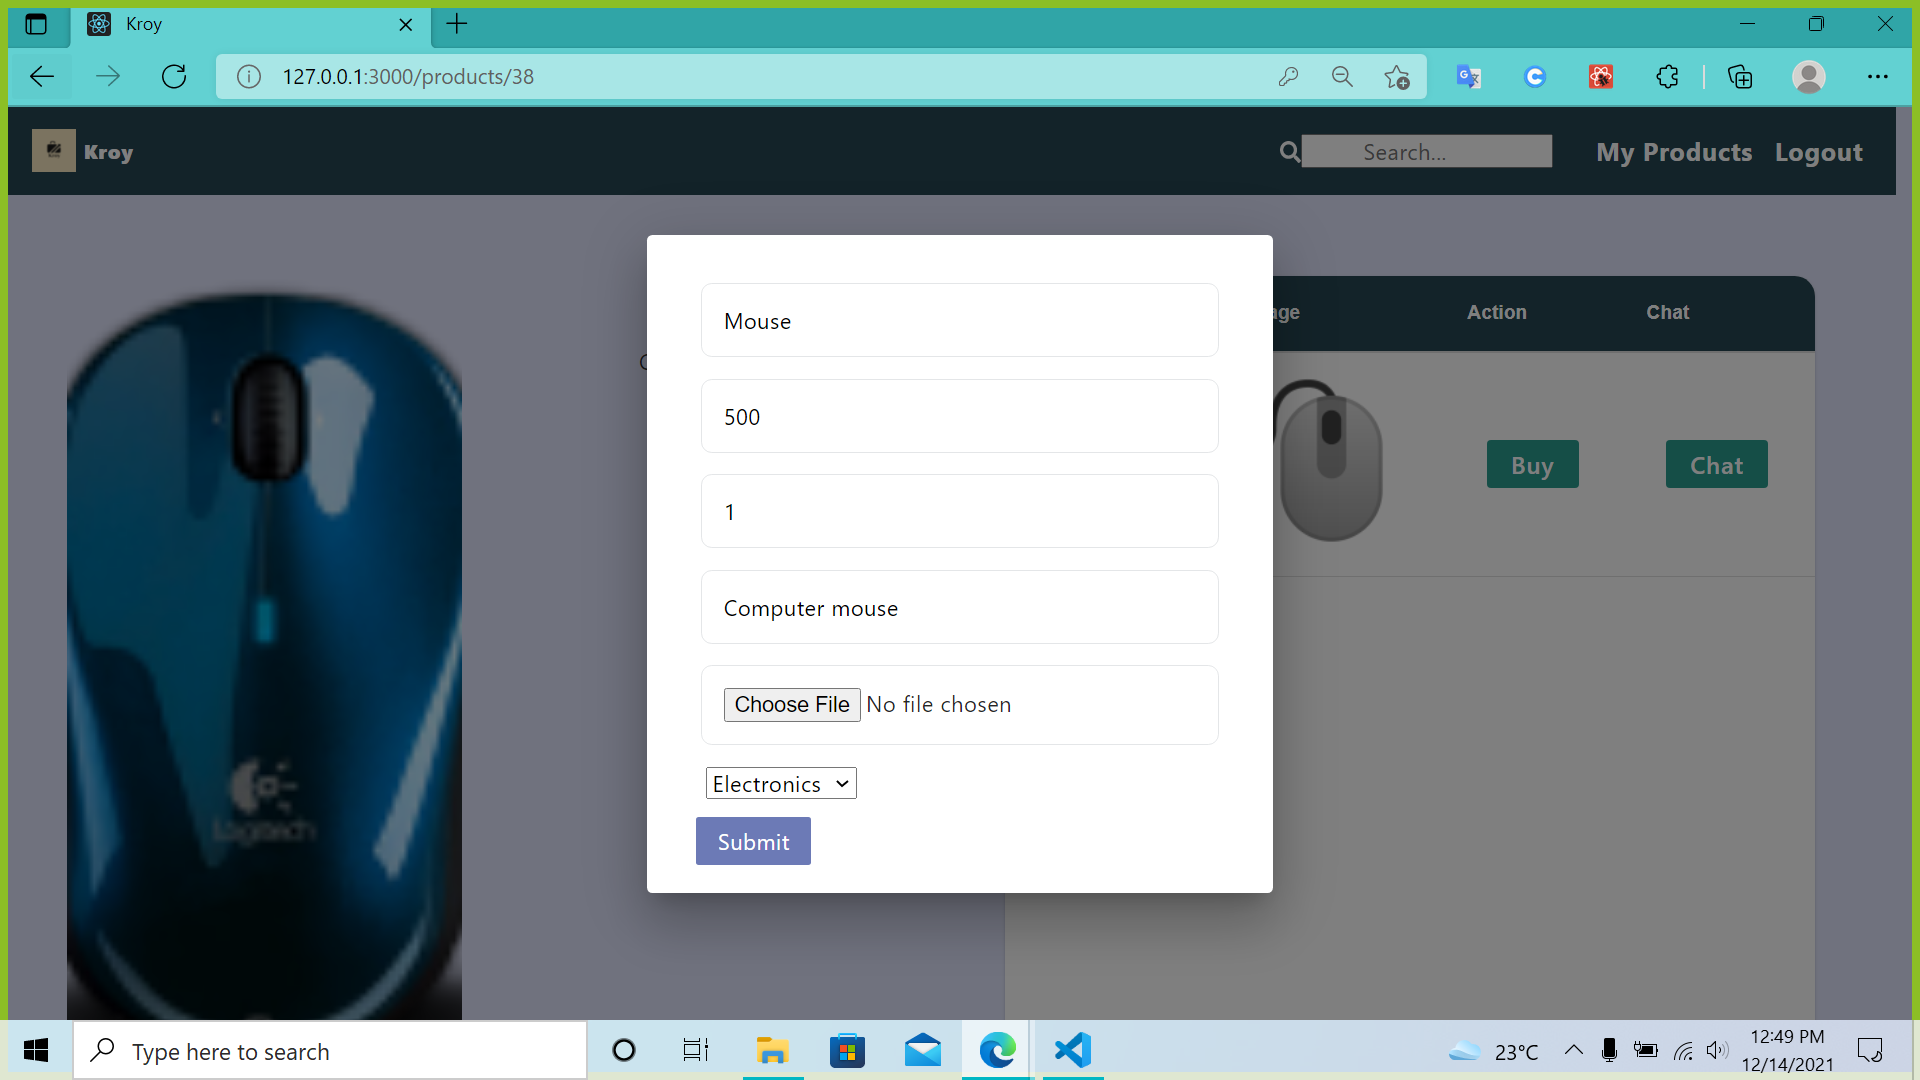 Kroy
127.0.0.1:3000/products/38
Kroy
Search...
My Products
Logout
Mouse
500
1
Computer mouse
Choose File No file chosen
Electronics
Submit
Action
Chat
Buy
Chat
Logitech
Type here to search
23°C
12:49 PM
12/14/2021